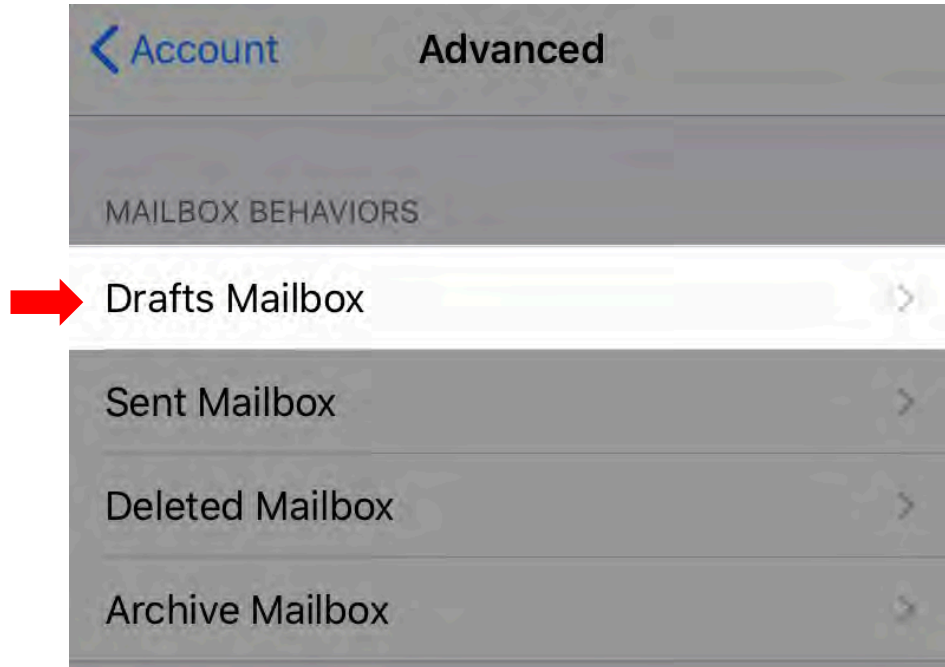 Account Advanced
MAILBOX BEHAVIORS
Drafts Mailbox
Sent Mailbox
Deleted Mailbox
Archive Mailbox